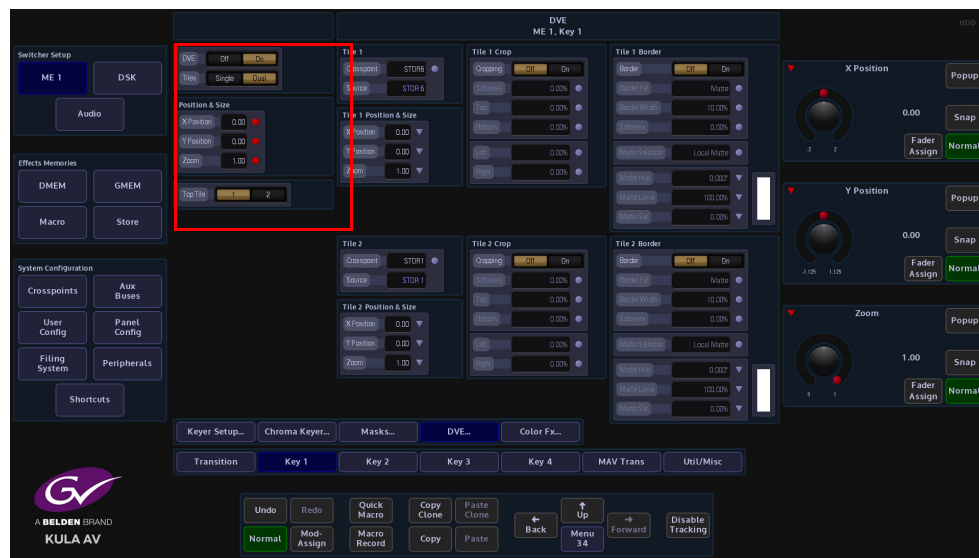 DVE
ME 1, Key 1
HDD
Switcher Setup
ME 1
DSK
Audio
Effects Memories
DMEM
GMEM
Macro
Store
System Configuration
Crosspoints
Aux
Buses
User
Config
Panel
Config
Filing
System
Peripherals
Shortcuts
A BELDEN BRAND
KULA AV
DVE Off On
Tiles Single Dual
Position & Size
X Position 0.00
Y Position 0.00
Zoom 1.00
Top Tile 1 2
Tile 1
Crosspoint STOR6
Source STOR 6
Tile 1 Position & Size
X Position 0.00
Y Position 0.00
Zoom 1.00
Tile 1 Crop
Cropping Off On
Softness 0.00%
Top 0.00%
Bottom 0.00%
Left 0.00%
Right 0.00%
Tile 1 Border
Border Off On
Border Fill Matte
Border Width 10.00%
Softness 0.00%
Matte Selector Local Matte
Matte Hue 0.000°
Matte Luma 100.00%
Matte Sat 0.00%
Tile 2
Crosspoint STOR1
Source STOR 1
Tile 2 Position & Size
X Position 0.00
Y Position 0.00
Zoom 1.00
Tile 2 Crop
Cropping Off On
Softness 0.00%
Top 0.00%
Bottom 0.00%
Left 0.00%
Right 0.00%
Tile 2 Border
Border Off On
Border Fill Matte
Border Width 10.00%
Softness 0.00%
Matte Selector Local Matte
Matte Hue 0.000°
Matte Luma 100.00%
Matte Sat 0.00%
X Position
Popup
0.00
Snap
-2 2
Fader
Assign
Normal
Y Position
Popup
0.00
Snap
-1.125 1.125
Fader
Assign
Normal
Zoom
Popup
1.00
Snap
0 1
Fader
Assign
Normal
Keyer Setup... Chroma Keyer... Masks... DVE... Color Fx...
Transition Key 1 Key 2 Key 3 Key 4 MAV Trans Util/Misc
Undo
Redo
Quick
Macro
Copy
Clone
Paste
Clone
Back
Up
Forward
Disable
Tracking
Normal
Mod-
Assign
Macro
Record
Copy
Paste
Menu
34